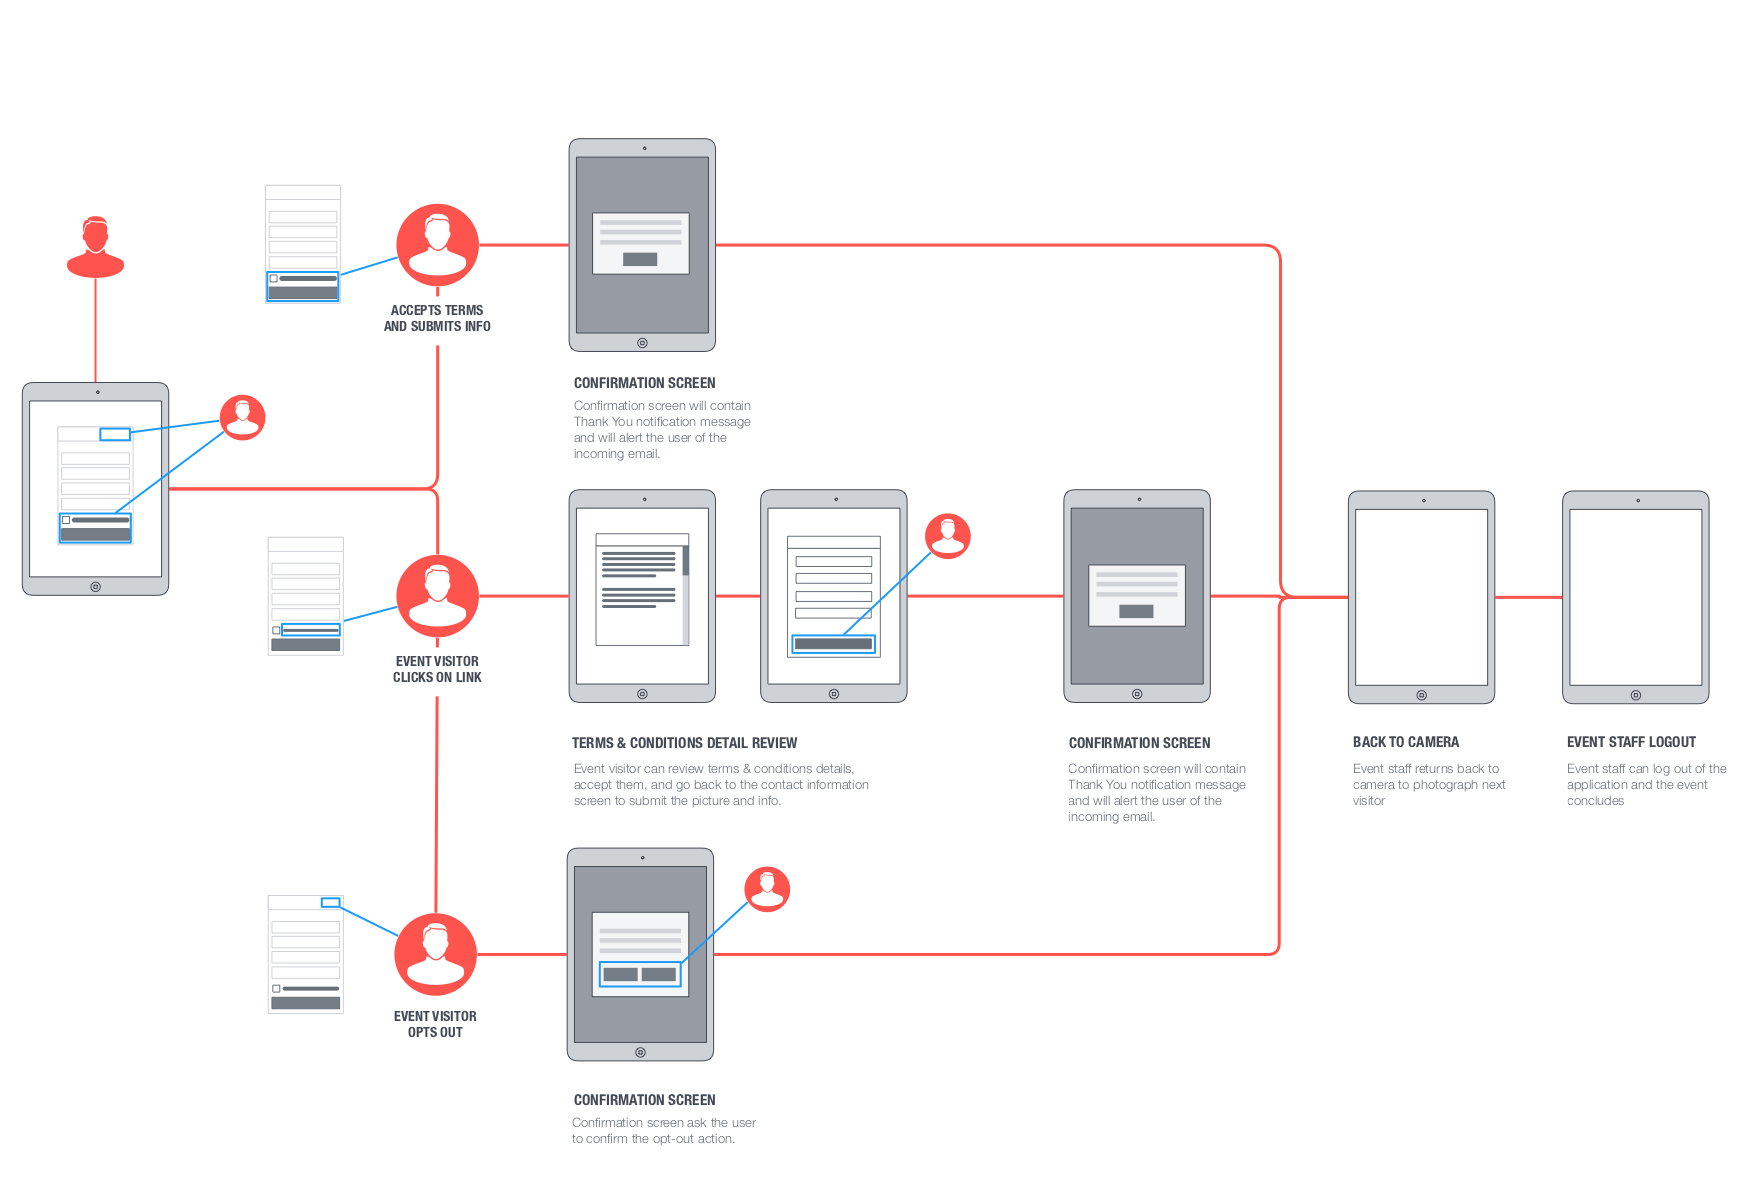 ACCEPTS TERMS
AND SUBMITS INFO
CONFIRMATION SCREEN
Confirmation screen will contain
Thank You notification message
and will alert the user of the
incoming email.
EVENT VISITOR
CLICKS ON LINK
TERMS & CONDITIONS DETAIL REVIEW
Event visitor can review terms & conditions details,
accept them, and go back to the contact information
screen to submit the picture and info.
CONFIRMATION SCREEN
Confirmation screen will contain
Thank You notification message
and will alert the user of the
incoming email.
BACK TO CAMERA
Event staff returns back to
camera to photograph next
visitor
EVENT STAFF LOGOUT
Event staff can log out of the
application and the event
concludes
EVENT VISITOR
OPTS OUT
CONFIRMATION SCREEN
Confirmation screen ask the user
to confirm the opt-out action.